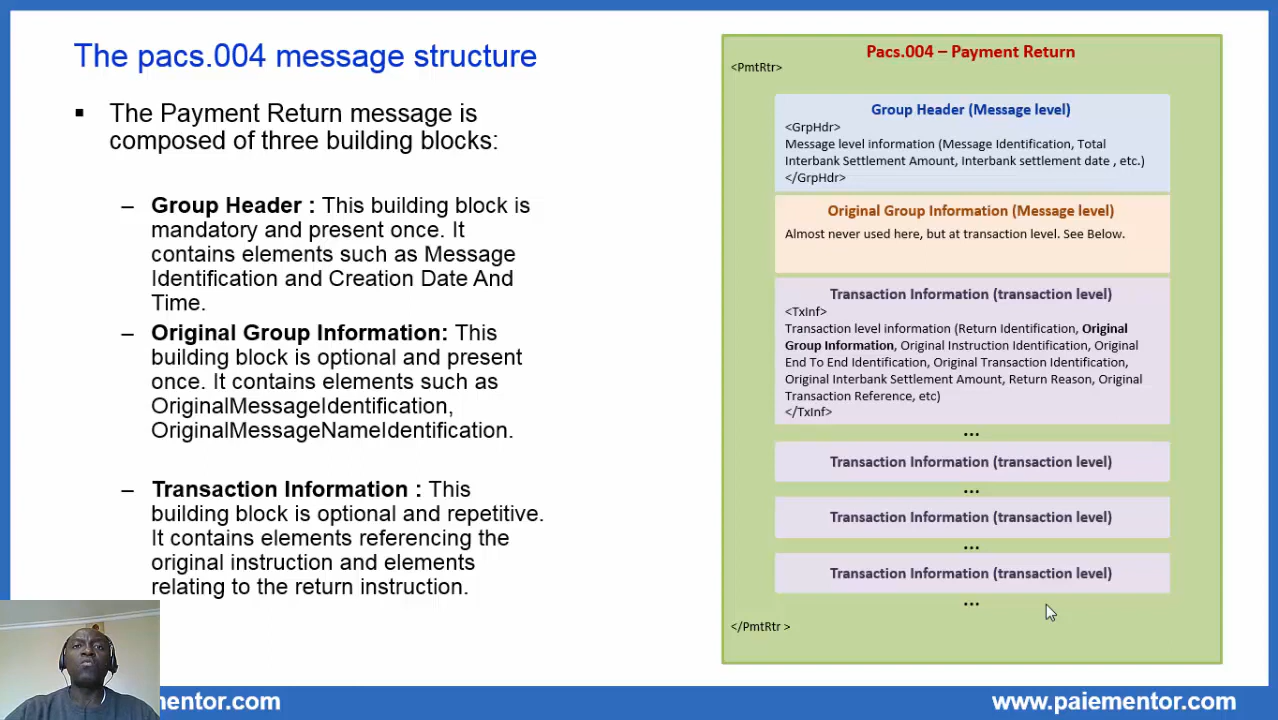 The pacs.004 message structure
▪ The Payment Return message is
composed of three building blocks:
– Group Header : This building block is
mandatory and present once. It
contains elements such as Message
Identification and Creation Date And
Time.
– Original Group Information: This
building block is optional and present
once. It contains elements such as
OriginalMessageIdentification,
OriginalMessageNameIdentification.
– Transaction Information : This
building block is optional and repetitive.
It contains elements referencing the
original instruction and elements
relating to the return instruction.
Pacs.004 – Payment Return
<PmtRtr>
Group Header (Message level)
<GrpHdr>
Message level information (Message Identification, Total
Interbank Settlement Amount, Interbank settlement date , etc.)
</GrpHdr>
Original Group Information (Message level)
Almost never used here, but at transaction level. See Below.
Transaction Information (transaction level)
<TxInf>
Transaction level information (Return Identification, Original
Group Information, Original Instruction Identification, Original
End To End Identification, Original Transaction Identification,
Original Interbank Settlement Amount, Return Reason, Original
Transaction Reference, etc)
</TxInf>
...
Transaction Information (transaction level)
...
Transaction Information (transaction level)
...
Transaction Information (transaction level)
...
</PmtRtr >
mentor.com
www.paiementor.com